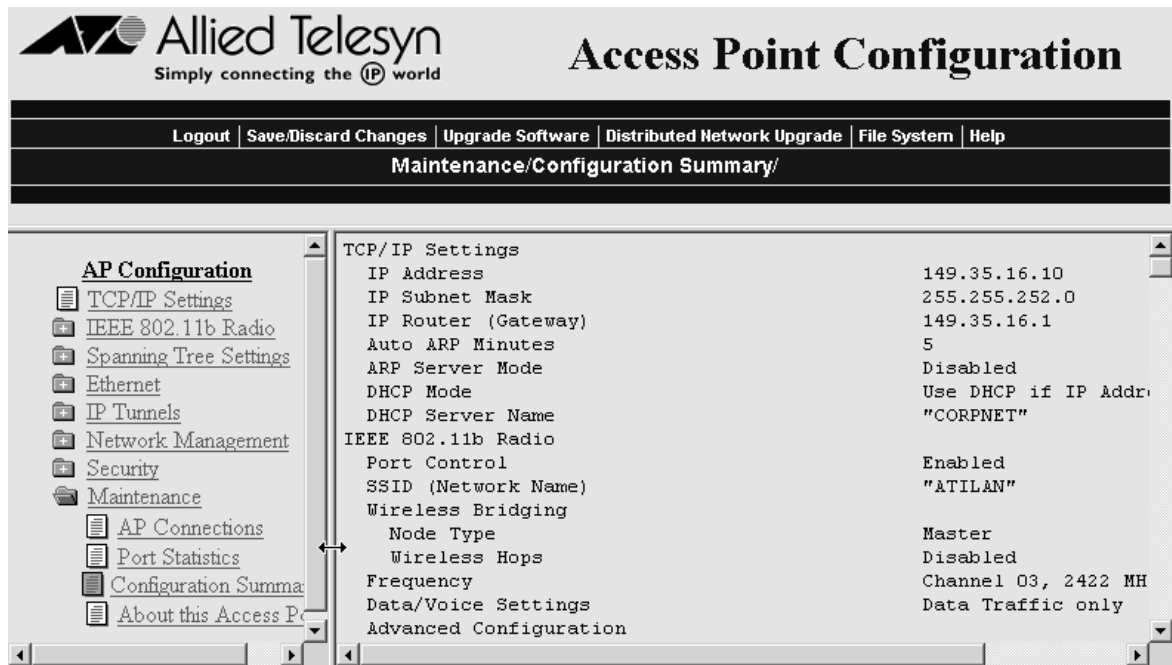 Allied Telesyn
Simply connecting the IP world
Access Point Configuration
Logout | Save/Discard Changes | Upgrade Software | Distributed Network Upgrade | File System | Help
Maintenance/Configuration Summary/
AP Configuration
TCP/IP Settings
IEEE 802.11b Radio
Spanning Tree Settings
Ethernet
IP Tunnels
Network Management
Security
Maintenance
AP Connections
Port Statistics
Configuration Summa
About this Access Po
TCP/IP Settings
IP Address 149.35.16.10
IP Subnet Mask 255.255.252.0
IP Router (Gateway) 149.35.16.1
Auto ARP Minutes 5
ARP Server Mode Disabled
DHCP Mode Use DHCP if IP Addr
DHCP Server Name "CORPNET"
IEEE 802.11b Radio
Port Control Enabled
SSID (Network Name) "ATILAN"
Wireless Bridging
Node Type Master
Wireless Hops Disabled
Frequency Channel 03, 2422 MH
Data/Voice Settings Data Traffic only
Advanced Configuration